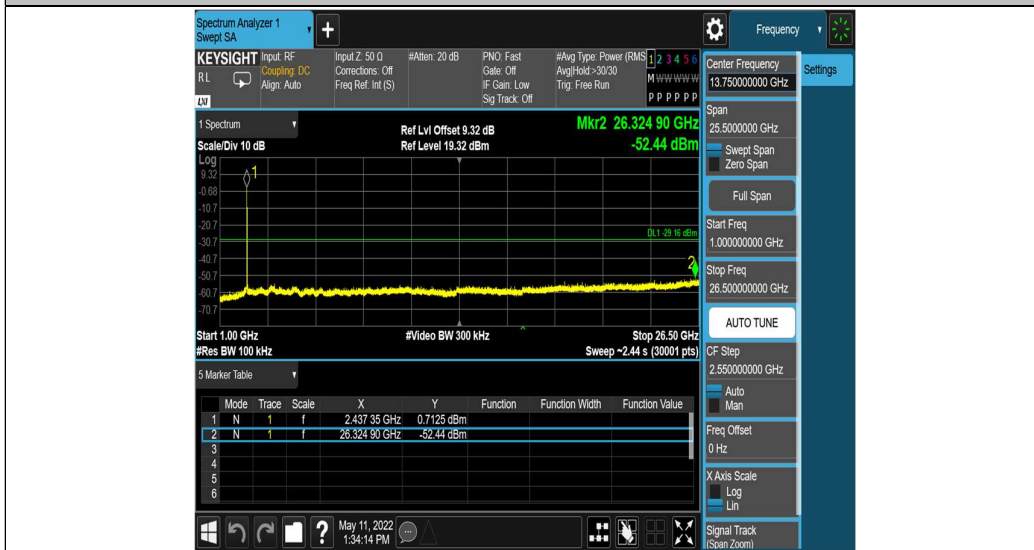 Spectrum Analyzer 1
Swept SA
+
Frequency
KEYSIGHT
RL
LXI
Input: RF
Coupling: DC
Align: Auto
Input Z: 50 Ω
Corrections: Off
Freq Ref: Int (S)
#Atten: 20 dB
PNO: Fast
Gate: Off
IF Gain: Low
Sig Track: Off
#Avg Type: Power (RMS
Avg|Hold:>30/30
Trig: Free Run
1 2 3 4 5 6
M W W W W W
P P P P P P
Center Frequency
13.750000000 GHz
Settings
Span
25.5000000 GHz
Swept Span
Zero Span
Full Span
Start Freq
1.000000000 GHz
Stop Freq
26.500000000 GHz
AUTO TUNE
CF Step
2.550000000 GHz
Auto
Man
Freq Offset
0 Hz
X Axis Scale
Log
Lin
Signal Track
(Span Zoom)
1 Spectrum
Scale/Div 10 dB
Log
Ref Lvl Offset 9.32 dB
Ref Level 19.32 dBm
Mkr2 26.324 90 GHz
-52.44 dBm
9.32
-0.68
-10.7
-20.7
-30.7
-40.7
-50.7
-60.7
-70.7
1
DL1 -29.16 dBm
2
Start 1.00 GHz
#Video BW 300 kHz
Stop 26.50 GHz
#Res BW 100 kHz
Sweep ~2.44 s (30001 pts)
5 Marker Table
Mode Trace Scale X Y Function Function Width Function Value
1 N 1 f 2.437 35 GHz 0.7125 dBm
2 N 1 f 26.324 90 GHz -52.44 dBm
3
4
5
6
?
May 11, 2022
1:34:14 PM